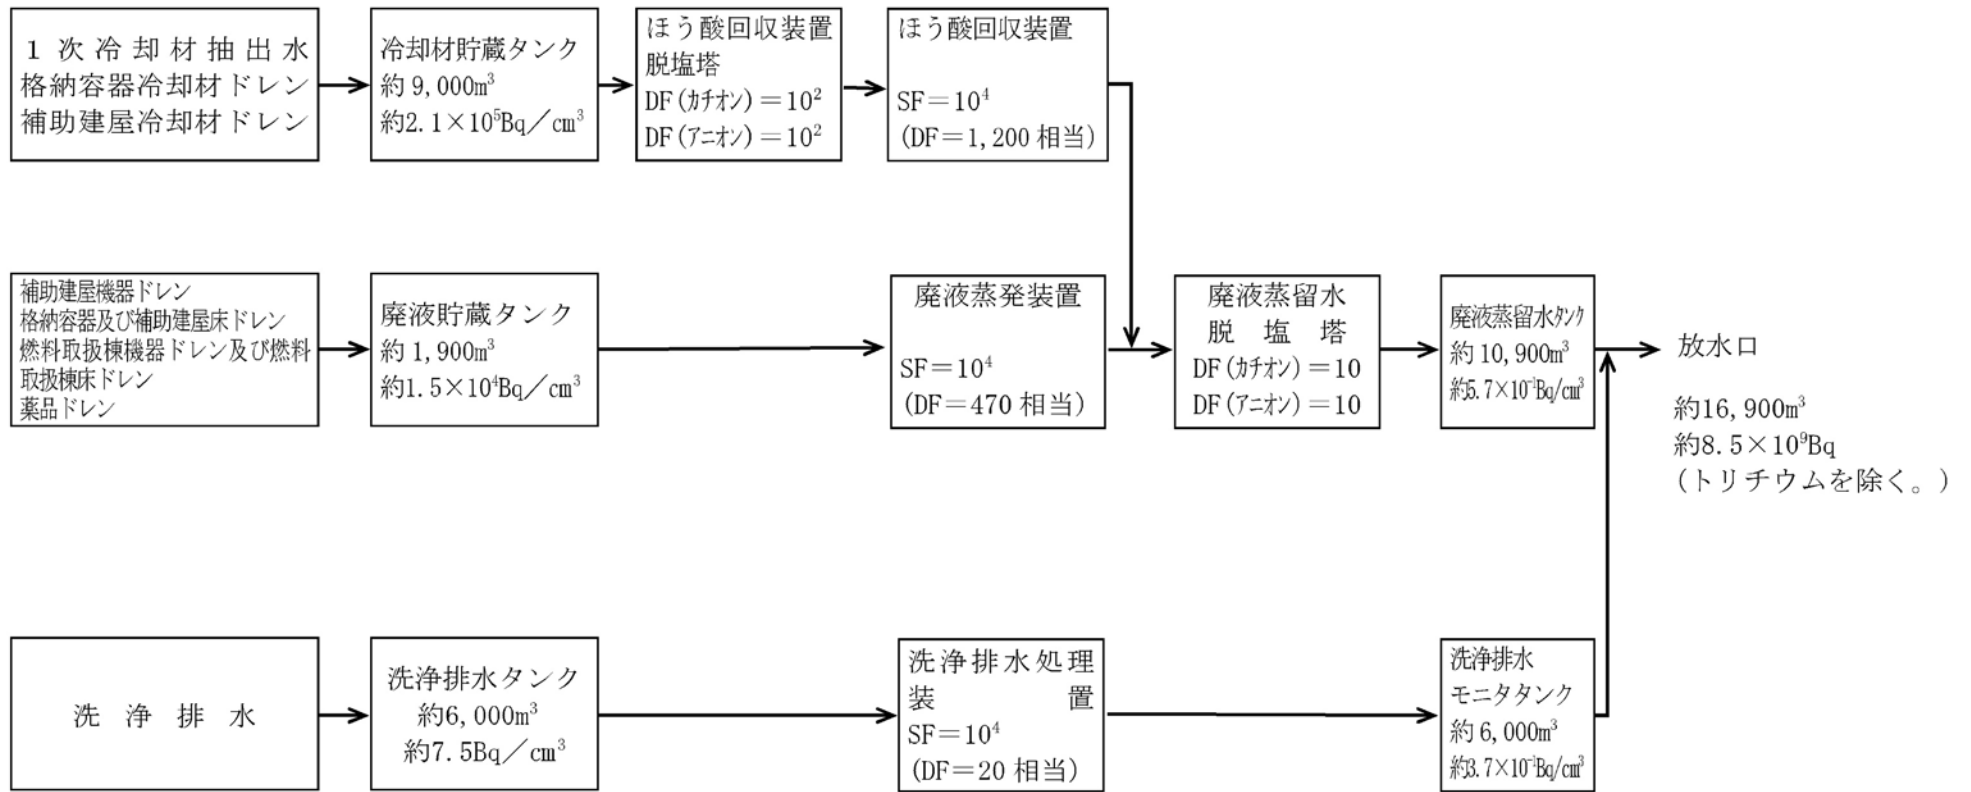 1次冷却材抽出水
格納容器冷却材ドレン
補助建屋冷却材ドレン
冷却材貯蔵タンク
約9,000m³
約2.1×10⁵Bq／cm³
ほう酸回収装置
脱塩塔
DF(カチオン)＝10²
DF(アニオン)＝10²
ほう酸回収装置
SF＝10⁴
(DF＝1,200相当)
補助建屋機器ドレン
格納容器及び補助建屋床ドレン
燃料取扱棟機器ドレン及び燃料
取扱棟床ドレン
薬品ドレン
廃液貯蔵タンク
約1,900m³
約1.5×10⁴Bq／cm³
廃液蒸発装置
SF＝10⁴
(DF＝470相当)
廃液蒸留水
脱塩塔
DF(カチオン)＝10
DF(アニオン)＝10
廃液蒸留水タンク
約10,900m³
約5.7×10⁻¹Bq/cm³
放水口
約16,900m³
約8.5×10⁹Bq
(トリチウムを除く。)
洗浄排水
洗浄排水タンク
約6,000m³
約7.5Bq／cm³
洗浄排水処理
装置
SF＝10⁴
(DF＝20相当)
洗浄排水
モニタタンク
約6,000m³
約3.7×10⁻¹Bq/cm³